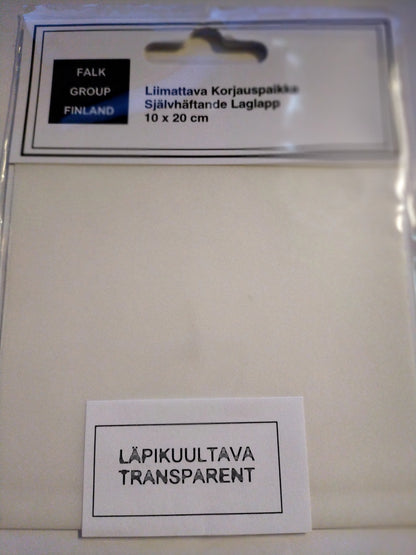 FALK
GROUP
FINLAND
Liimattava Korjauspaikka
Självhäftande Laglapp
10 x 20 cm
LÄPIKUULTAVA
TRANSPARENT